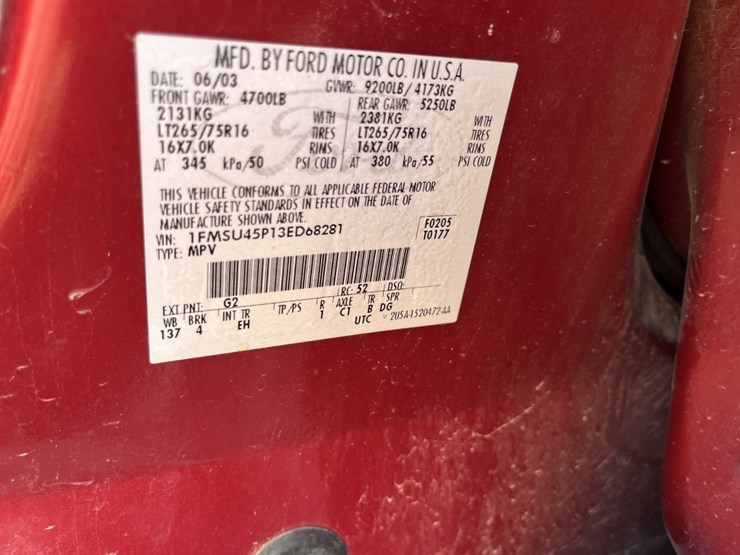 MFD. BY FORD MOTOR CO. IN U.S.A.
DATE: 06/03 GVWR: 9200LB/4173KG
FRONT GAWR: 4700LB REAR GAWR: 5250LB
2131KG WITH 2381KG WITH
LT265/75R16 TIRES LT265/75R16 TIRES
16X7.0K RIMS 16X7.0K RIMS
AT 345 kPa/50 PSI COLD AT 380 kPa/55 PSI COLD
THIS VEHICLE CONFORMS TO ALL APPLICABLE FEDERAL MOTOR
VEHICLE SAFETY STANDARDS IN EFFECT ON THE DATE OF
MANUFACTURE SHOWN ABOVE.
VIN: 1FMSU45P13ED68281 F0205
TYPE: MPV T0177
EXT PNT: G2 RC: 52 DSO:
WB BRK INT TR TP/PS R AXLE TR SPR
137 4 EH 1 C1 B DG
UTC 2U5A-1520472-AA